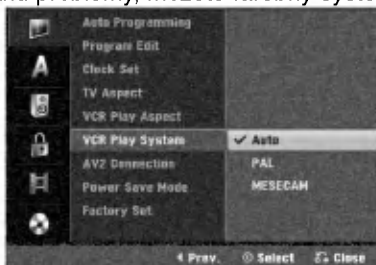 Auto Programming
Program Edit
A
Clock Set
TV Aspect
VCR Play Aspect
VCR Play System
✓ Auto
AV2 Connection
PAL
Power Save Mode
MESECAM
Factory Set
Prev. Select Close